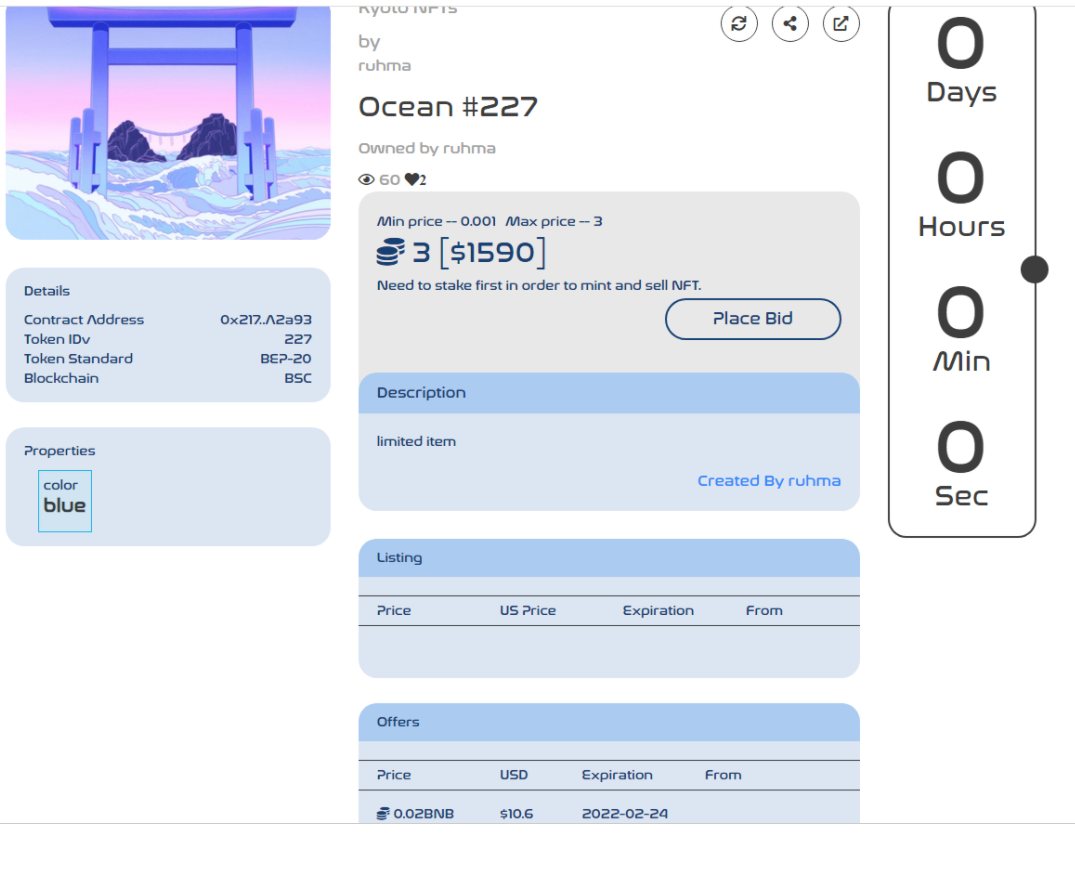 Kyoto NFTs
by
ruhma
Ocean #227
Owned by ruhma
60 2
Min price -- 0.001 Max price -- 3
3 [$1590]
Need to stake first in order to mint and sell NFT.
Place Bid
Details
Contract Address 0x217..A2a93
Token IDv 227
Token Standard BEP-20
Blockchain BSC
Properties
color
blue
Description
limited item
Created By ruhma
Listing
Price US Price Expiration From
Offers
Price USD Expiration From
0.02BNB $10.6 2022-02-24
0
Days
0
Hours
0
Min
0
Sec